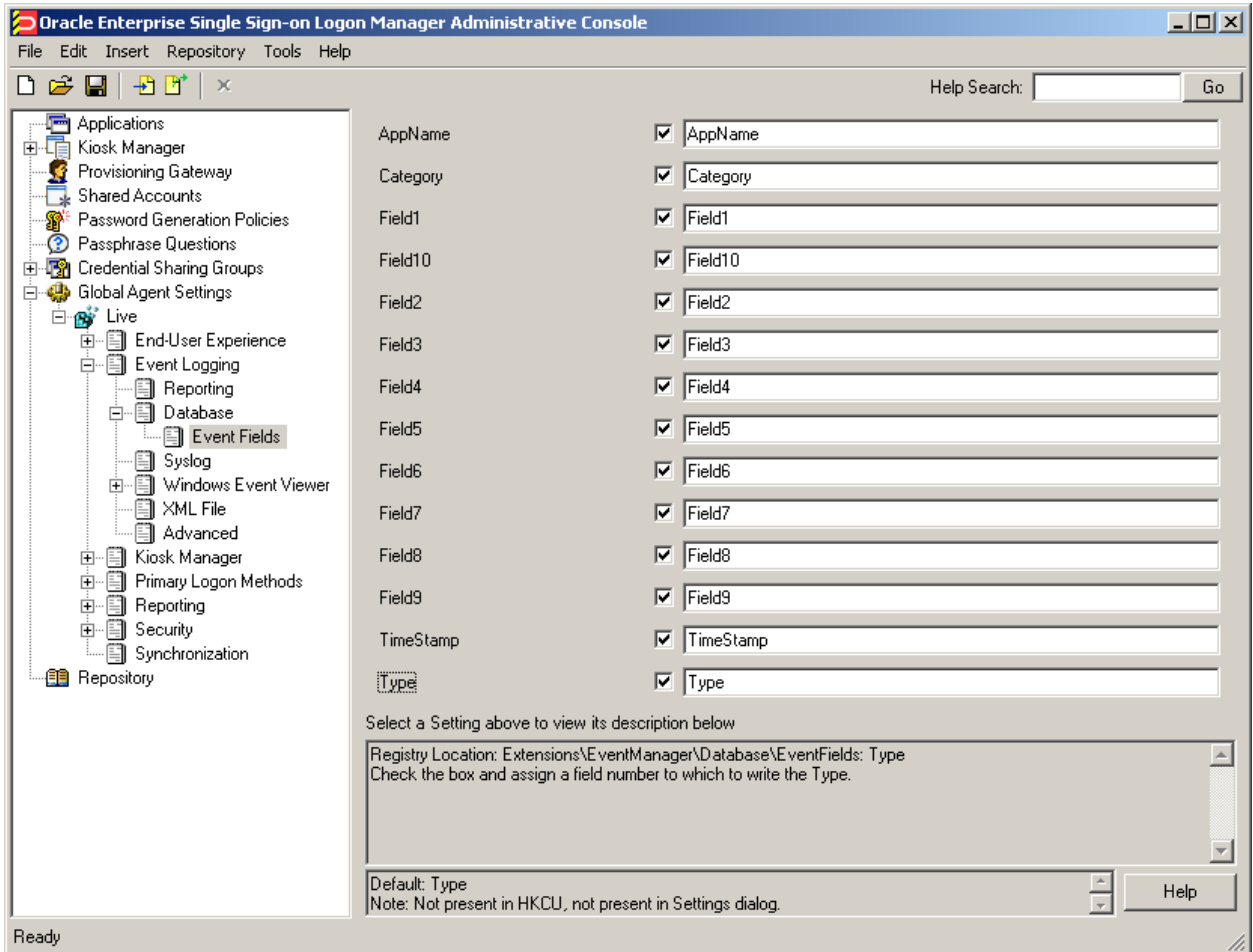 Oracle Enterprise Single Sign-on Logon Manager Administrative Console
File Edit Insert Repository Tools Help
Help Search: Go
Applications
Kiosk Manager
Provisioning Gateway
Shared Accounts
Password Generation Policies
Passphrase Questions
Credential Sharing Groups
Global Agent Settings
Live
End-User Experience
Event Logging
Reporting
Database
Event Fields
Syslog
Windows Event Viewer
XML File
Advanced
Kiosk Manager
Primary Logon Methods
Reporting
Security
Synchronization
Repository
AppName AppName
Category Category
Field1 Field1
Field10 Field10
Field2 Field2
Field3 Field3
Field4 Field4
Field5 Field5
Field6 Field6
Field7 Field7
Field8 Field8
Field9 Field9
TimeStamp TimeStamp
Type Type
Select a Setting above to view its description below
Registry Location: Extensions\EventManager\Database\EventFields: Type
Check the box and assign a field number to which to write the Type.
Default: Type
Note: Not present in HKCU, not present in Settings dialog.
Help
Ready